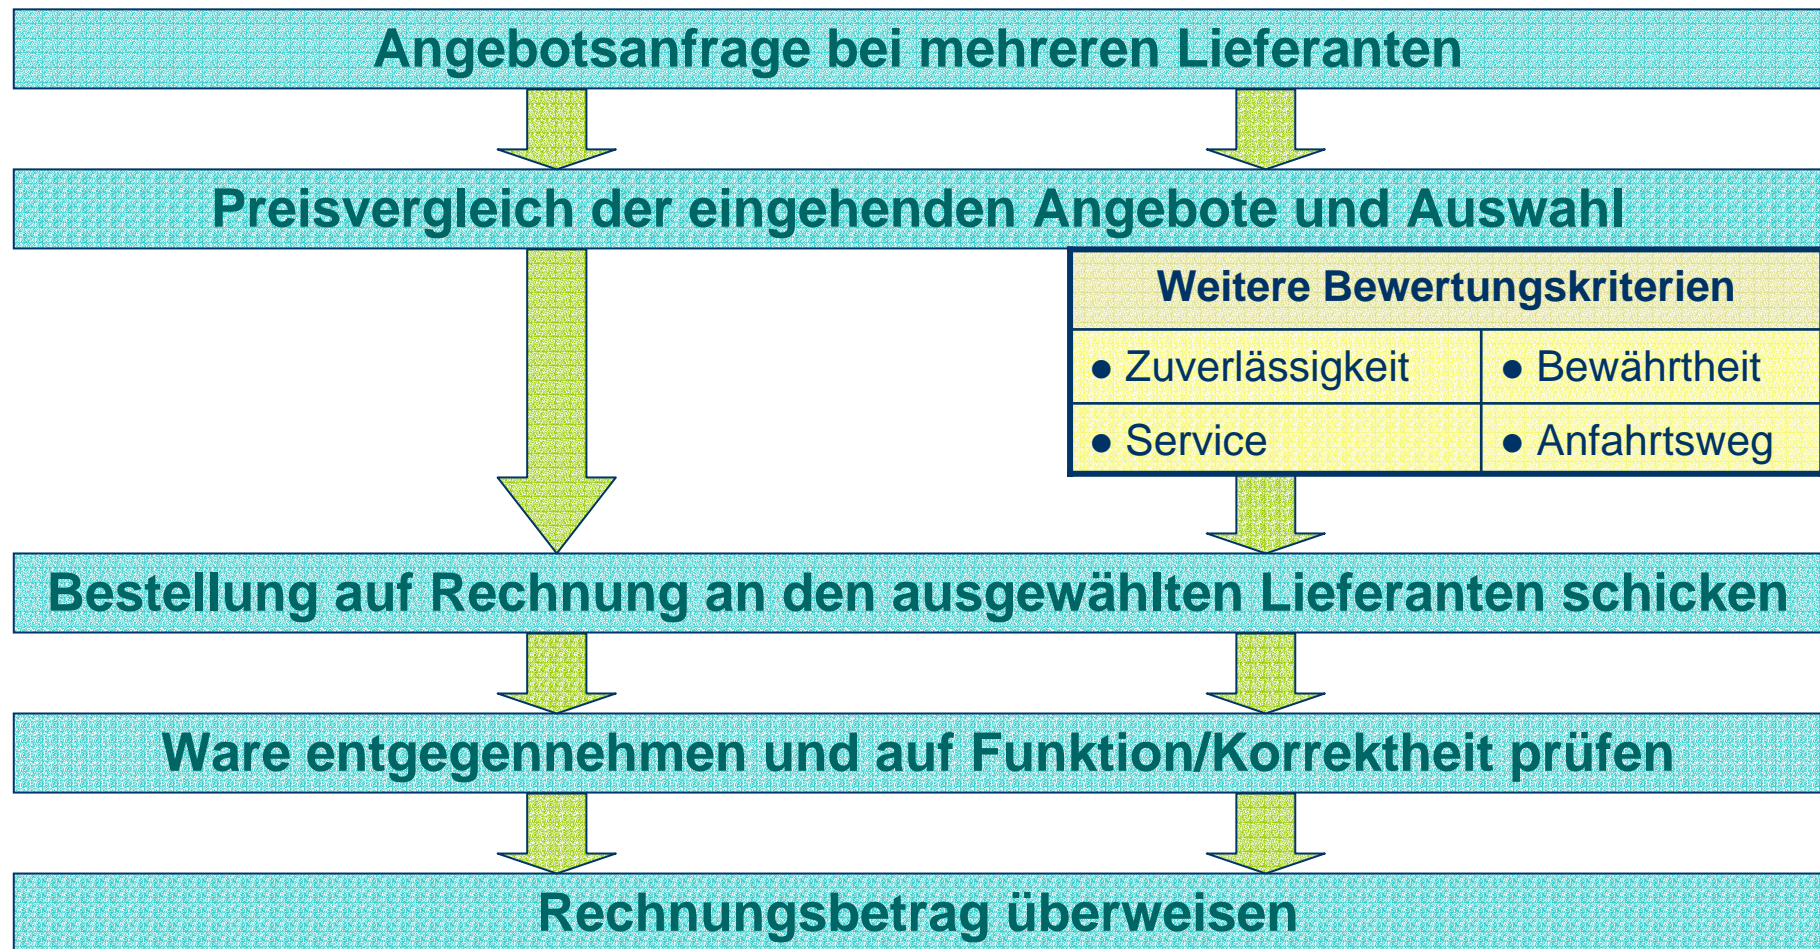 Angebotsanfrage bei mehreren Lieferanten
Preisvergleich der eingehenden Angebote und Auswahl
Weitere Bewertungskriterien
● Zuverlässigkeit
● Bewährtheit
● Service
● Anfahrtsweg
Bestellung auf Rechnung an den ausgewählten Lieferanten schicken
Ware entgegennehmen und auf Funktion/Korrektheit prüfen
Rechnungsbetrag überweisen